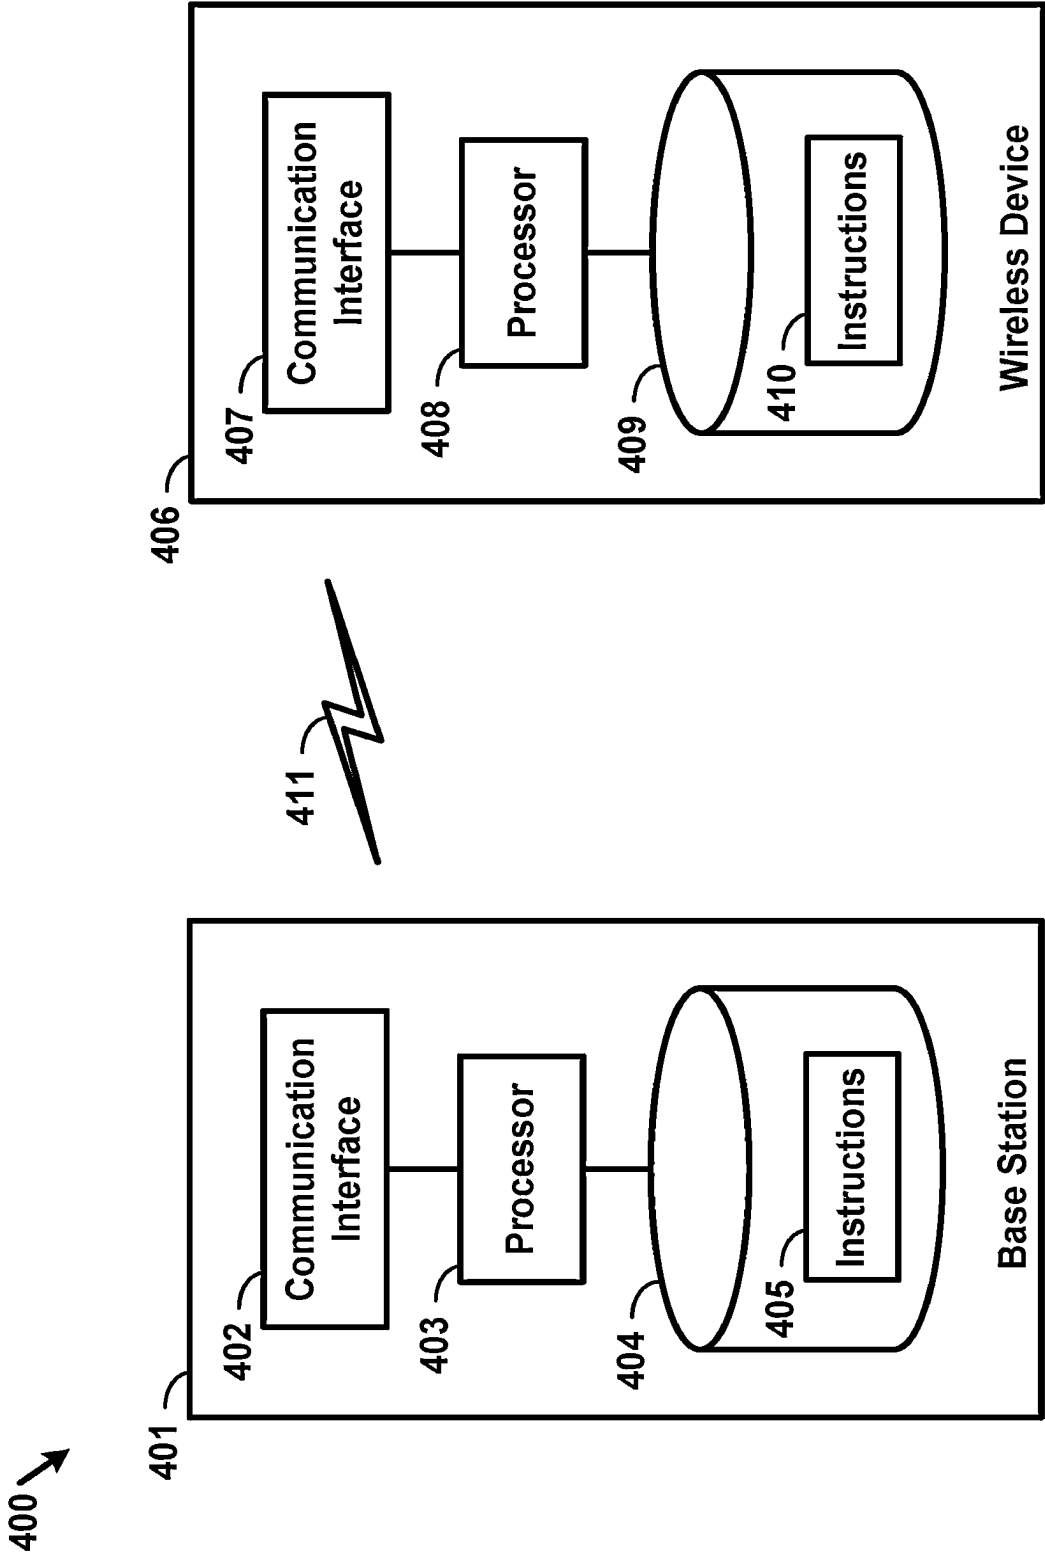 400
401
402
Communication
Interface
403
Processor
404
405
Instructions
Base Station
411
406
407
Communication
Interface
408
Processor
409
410
Instructions
Wireless Device